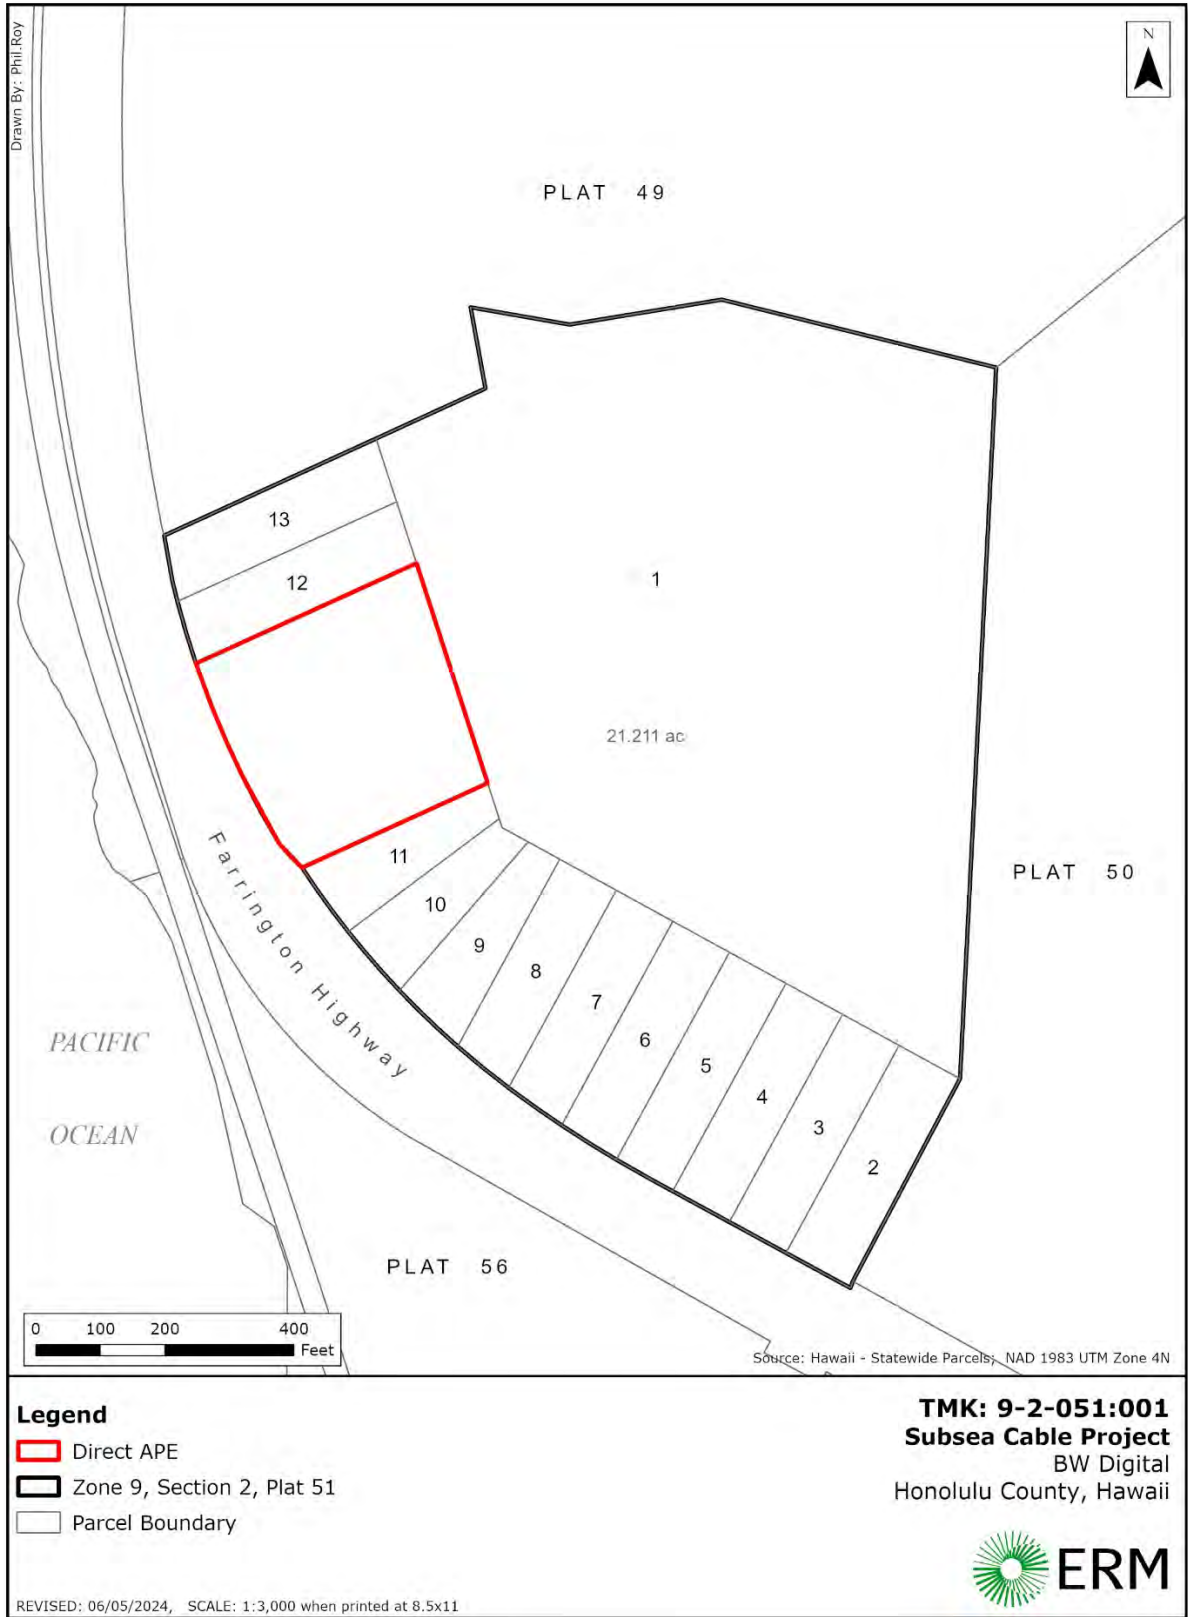 Drawn By: Phil.Roy
N
PLAT 49
13
12
1
21.211 ac
11
10
9
8
7
6
5
4
3
2
PLAT 50
Farrington Highway
PACIFIC
OCEAN
PLAT 56
0 100 200 400
Feet
Source: Hawaii - Statewide Parcels; NAD 1983 UTM Zone 4N
Legend
Direct APE
Zone 9, Section 2, Plat 51
Parcel Boundary
TMK: 9-2-051:001
Subsea Cable Project
BW Digital
Honolulu County, Hawaii
ERM
REVISED: 06/05/2024, SCALE: 1:3,000 when printed at 8.5x11